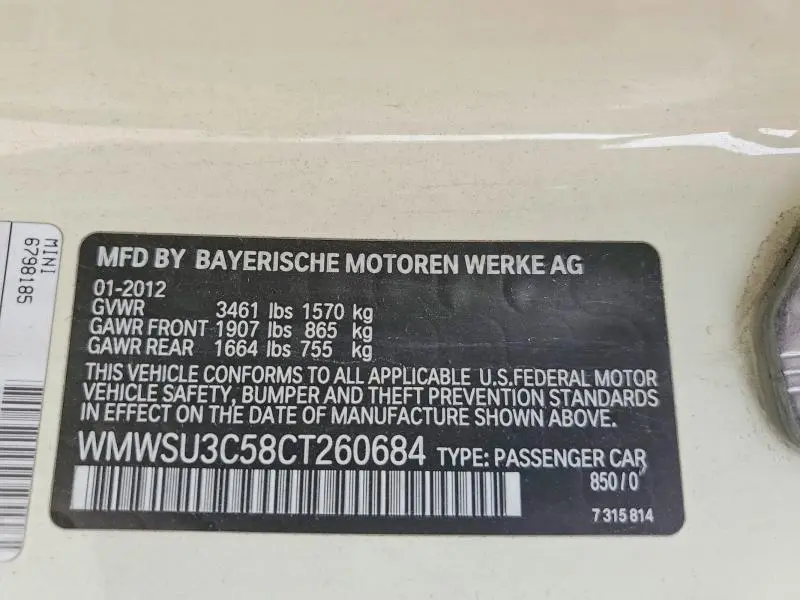 MINI
6798185
MFD BY BAYERISCHE MOTOREN WERKE AG
01-2012
GVWR 3461 lbs 1570 kg
GAWR FRONT 1907 lbs 865 kg
GAWR REAR 1664 lbs 755 kg
THIS VEHICLE CONFORMS TO ALL APPLICABLE U.S.FEDERAL MOTOR
VEHICLE SAFETY, BUMPER AND THEFT PREVENTION STANDARDS
IN EFFECT ON THE DATE OF MANUFACTURE SHOWN ABOVE.
WMWSU3C58CT260684 TYPE: PASSENGER CAR
850/0
7 315 814